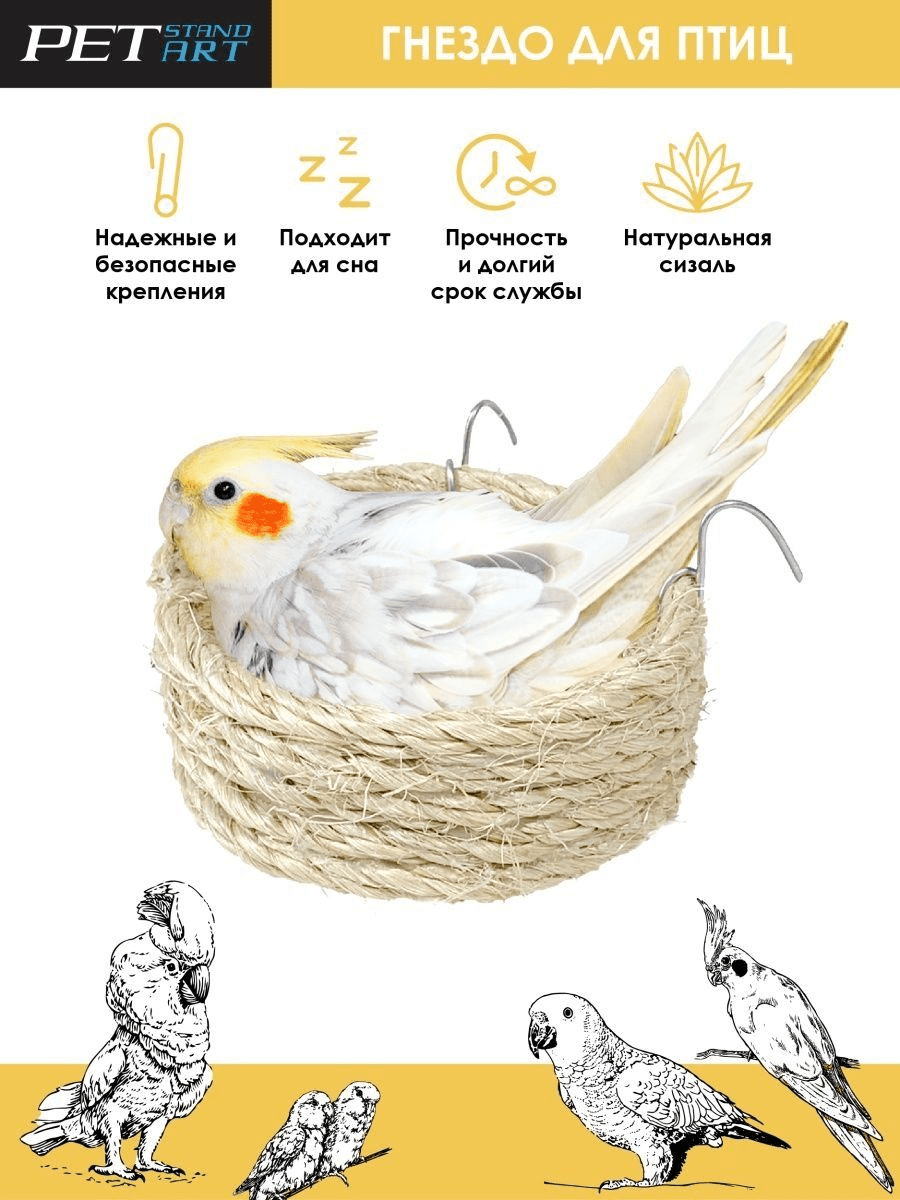 PET STAND ART
ГНЕЗДО ДЛЯ ПТИЦ
Надежные и
безопасные
крепления
Подходит
для сна
Прочность
и долгий
срок службы
Натуральная
сизаль